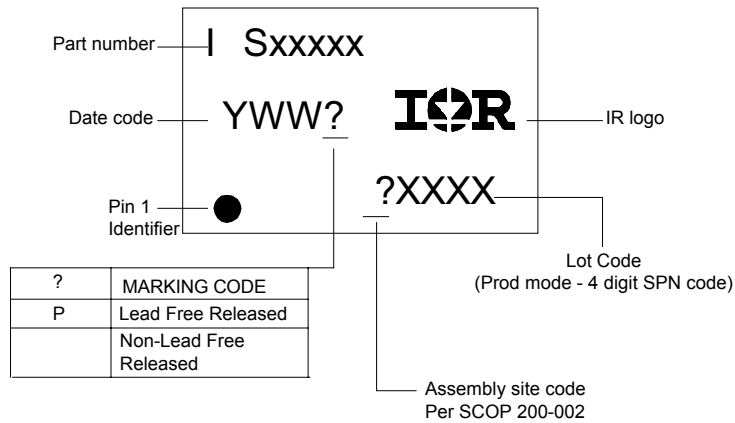 Part number
I Sxxxxx
Date code
YWW?
IOR
IR logo
?XXXX
Pin 1
Identifier
Lot Code
(Prod mode - 4 digit SPN code)
? MARKING CODE
P Lead Free Released
Non-Lead Free
Released
Assembly site code
Per SCOP 200-002